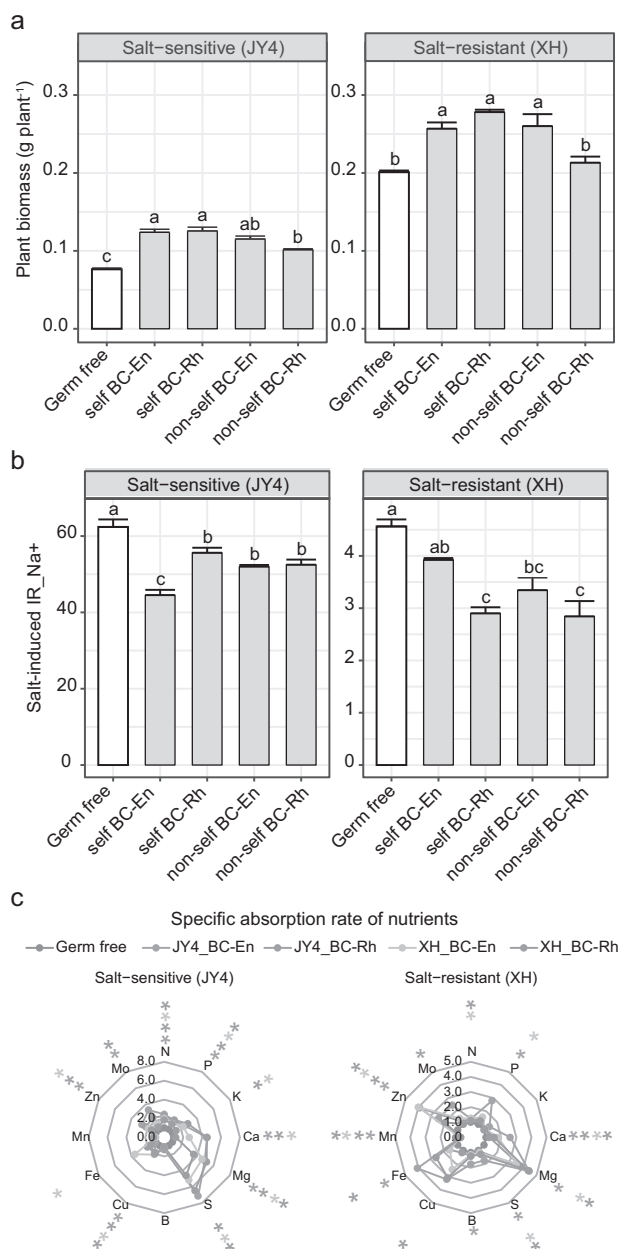 a
Salt−sensitive (JY4)
Salt−resistant (XH)
Plant biomass (g plant⁻¹)
0.3
0.2
0.1
0.0
c
a
a
ab
b
0.3
0.2
0.1
0.0
b
a
a
a
b
Germ free
self BC-En
self BC-Rh
non-self BC-En
non-self BC-Rh
Germ free
self BC-En
self BC-Rh
non-self BC-En
non-self BC-Rh
b
Salt−sensitive (JY4)
Salt−resistant (XH)
Salt-induced IR_Na+
60
40
20
0
a
c
b
b
b
4
3
2
1
0
a
ab
c
bc
c
Germ free
self BC-En
self BC-Rh
non-self BC-En
non-self BC-Rh
Germ free
self BC-En
self BC-Rh
non-self BC-En
non-self BC-Rh
c
Specific absorption rate of nutrients
Germ free JY4_BC-En JY4_BC-Rh XH_BC-En XH_BC-Rh
Salt-sensitive (JY4)
Salt-resistant (XH)
N
P
K
Ca
Mg
S
B
Cu
Fe
Mn
Zn
Mo
8.0
6.0
4.0
2.0
0.0
N
P
K
Ca
Mg
S
B
Cu
Fe
Mn
Zn
Mo
5.0
4.0
3.0
2.0
1.0
0.0